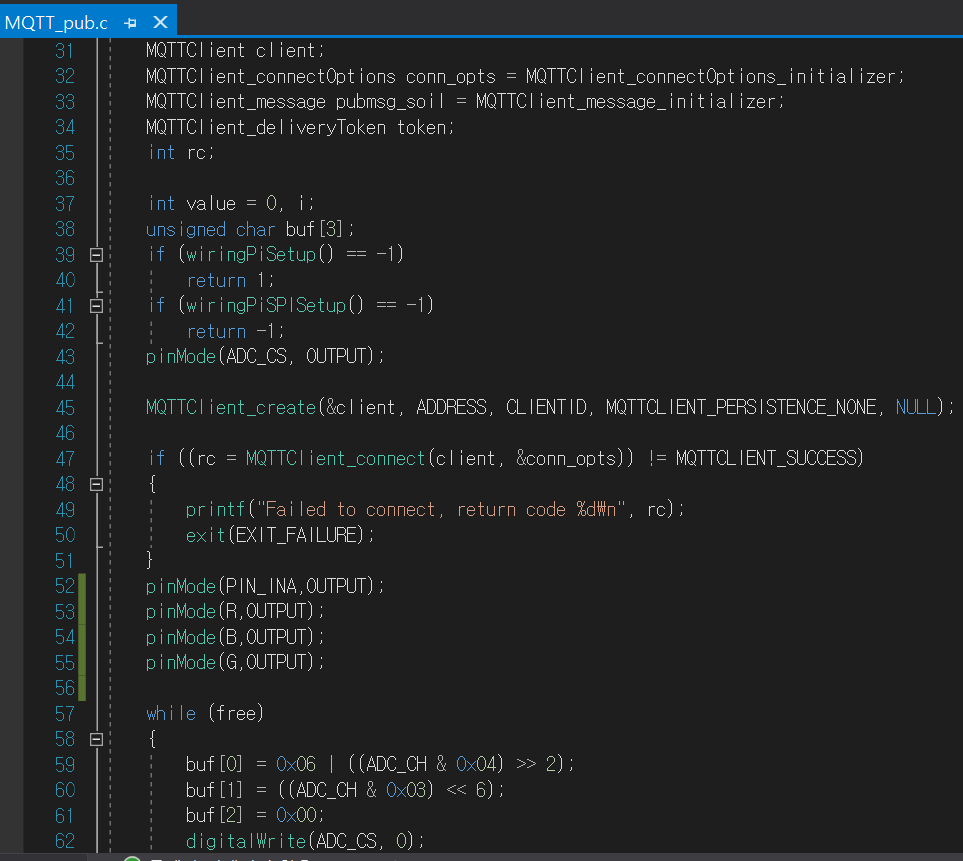 MQTT_pub.c
31 MQTTClient client;
32 MQTTClient_connectOptions conn_opts = MQTTClient_connectOptions_initializer;
33 MQTTClient_message pubmsg_soil = MQTTClient_message_initializer;
34 MQTTClient_deliveryToken token;
35 int rc;
36
37 int value = 0, i;
38 unsigned char buf[3];
39 if (wiringPiSetup() == -1)
40 return 1;
41 if (wiringPiSPISetup() == -1)
42 return -1;
43 pinMode(ADC_CS, OUTPUT);
44
45 MQTTClient_create(&client, ADDRESS, CLIENTID, MQTTCLIENT_PERSISTENCE_NONE, NULL);
46
47 if ((rc = MQTTClient_connect(client, &conn_opts)) != MQTTCLIENT_SUCCESS)
48 {
49 printf("Failed to connect, return code %d₩n", rc);
50 exit(EXIT_FAILURE);
51 }
52 pinMode(PIN_INA,OUTPUT);
53 pinMode(R,OUTPUT);
54 pinMode(B,OUTPUT);
55 pinMode(G,OUTPUT);
56
57 while (free)
58 {
59 buf[0] = 0x06 | ((ADC_CH & 0x04) >> 2);
60 buf[1] = ((ADC_CH & 0x03) << 6);
61 buf[2] = 0x00;
62 digitalWrite(ADC_CS, 0);